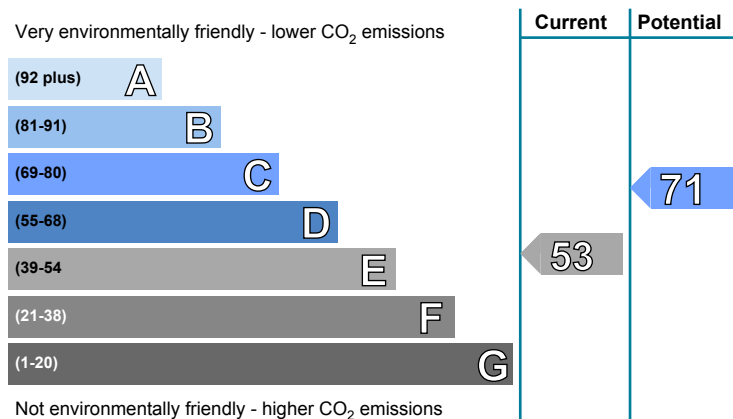 Very environmentally friendly - lower CO₂ emissions
Current
Potential
(92 plus) A
(81-91) B
(69-80) C
71
(55-68) D
(39-54 E
53
(21-38) F
(1-20) G
Not environmentally friendly - higher CO₂ emissions